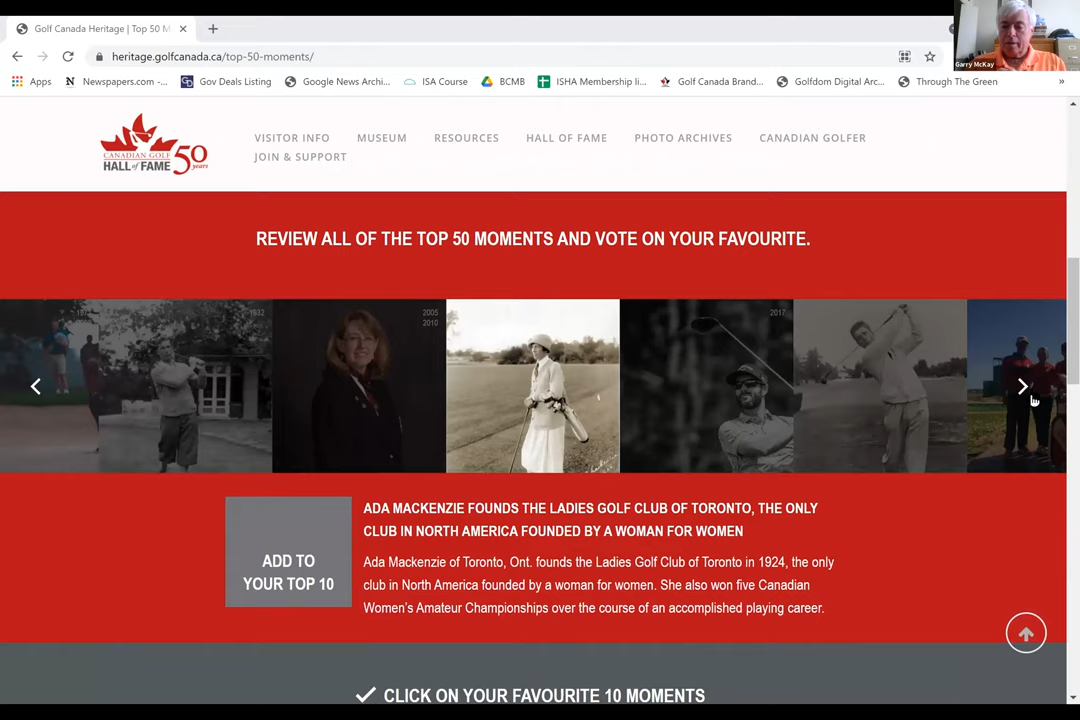 Golf Canada Heritage | Top 50 M
heritage.golfcanada.ca/top-50-moments/
Garry McKay
Apps
Newspapers.com -...
Gov Deals Listing
Google News Archi...
ISA Course
BCMB
ISHA Membership li...
Golf Canada Brand...
Golfdom Digital Arc...
Through The Green
CANADIAN GOLF
HALL of FAME 50
years
VISITOR INFO
MUSEUM
RESOURCES
HALL OF FAME
PHOTO ARCHIVES
CANADIAN GOLFER
JOIN & SUPPORT
REVIEW ALL OF THE TOP 50 MOMENTS AND VOTE ON YOUR FAVOURITE.
1932
2005
2010
2017
ADD TO
YOUR TOP 10
ADA MACKENZIE FOUNDS THE LADIES GOLF CLUB OF TORONTO, THE ONLY
CLUB IN NORTH AMERICA FOUNDED BY A WOMAN FOR WOMEN
Ada Mackenzie of Toronto, Ont. founds the Ladies Golf Club of Toronto in 1924, the only
club in North America founded by a woman for women. She also won five Canadian
Women's Amateur Championships over the course of an accomplished playing career.
CLICK ON YOUR FAVOURITE 10 MOMENTS